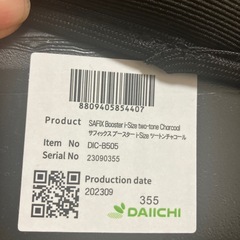 8809405854407
Product SAFIX Booster i-Size two-tone Charcoal
サフィックス ブースター i-Size ツートンチャコール
Item No DIC-B505
Serial No 23090355
Production date
202309
355
DAIICHI